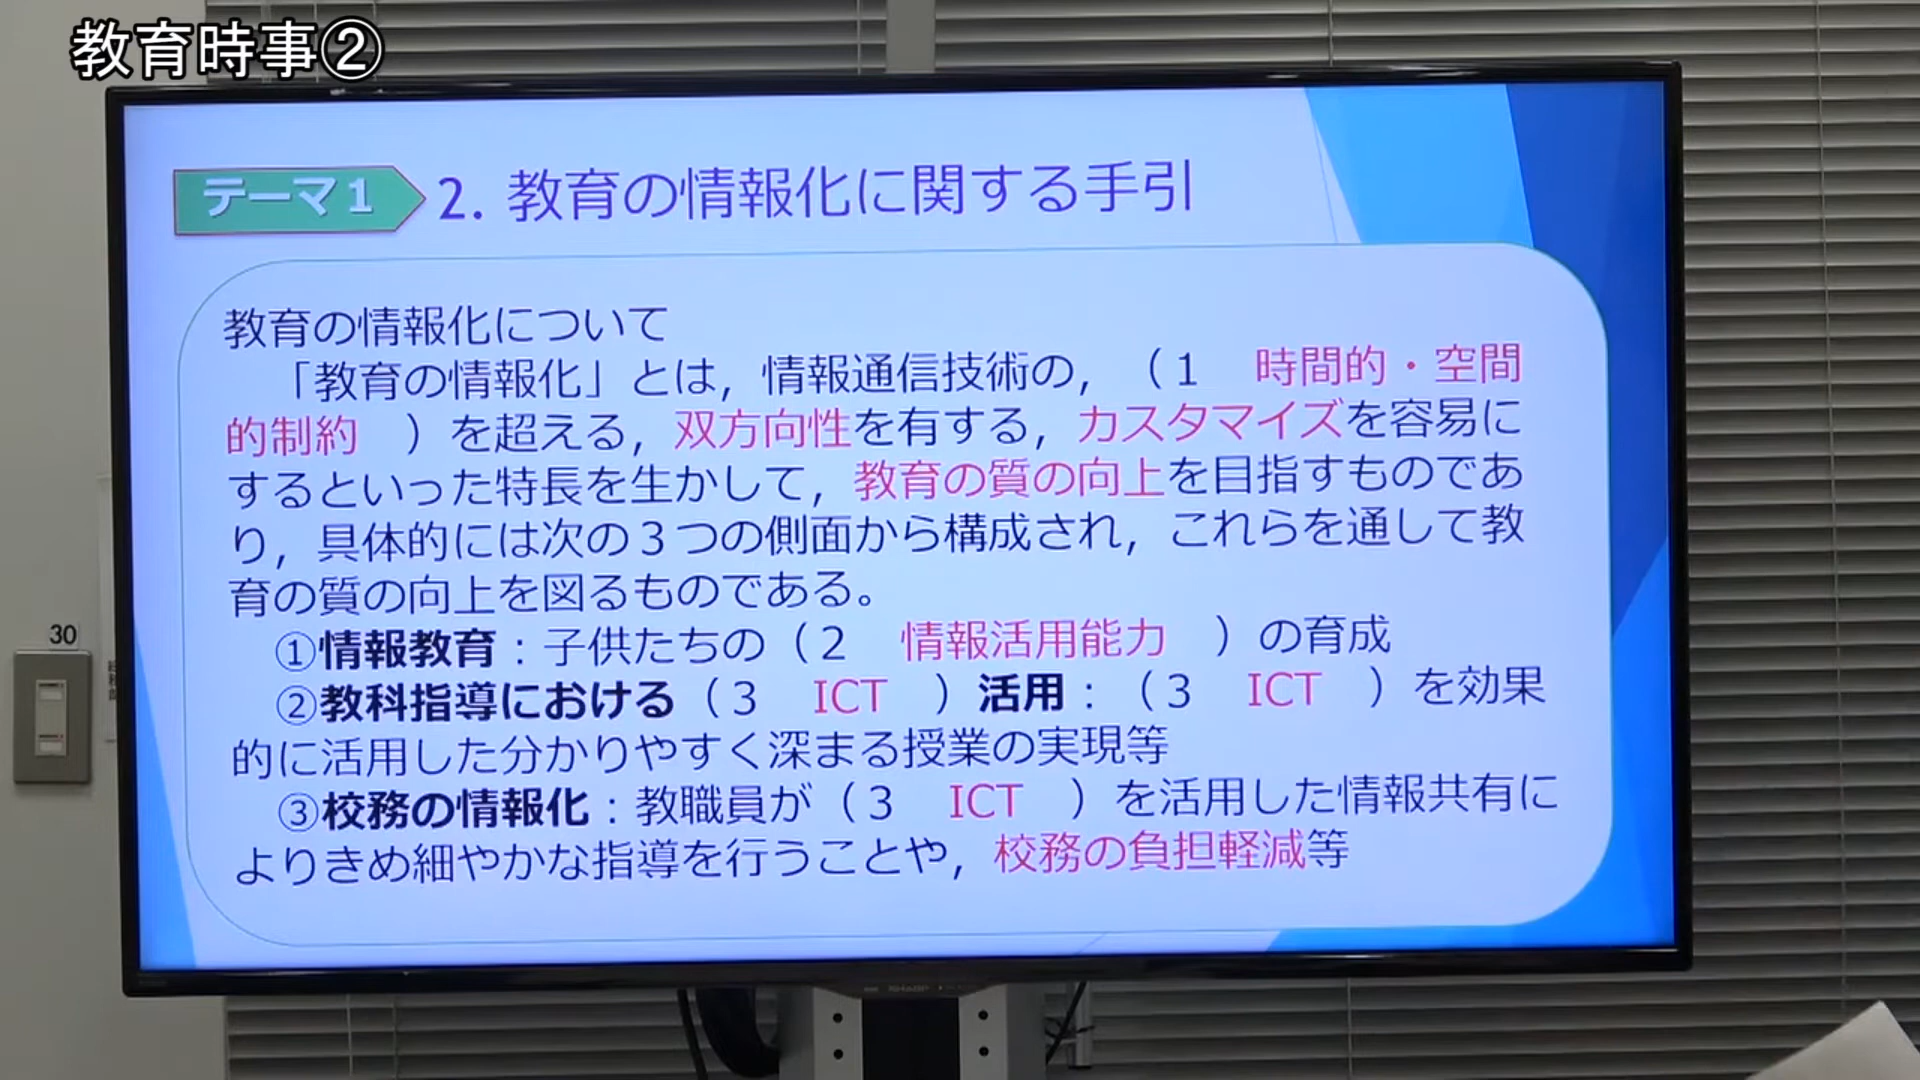 教育時事②
テーマ1
2. 教育の情報化に関する手引
教育の情報化について
「教育の情報化」とは，情報通信技術の，（１　時間的・空間
的制約　）を超える，双方向性を有する，カスタマイズを容易に
するといった特長を生かして，教育の質の向上を目指すものであ
り，具体的には次の３つの側面から構成され，これらを通して教
育の質の向上を図るものである。
①情報教育：子供たちの（２　情報活用能力　）の育成
②教科指導における（３　ICT　）活用：（３　ICT　）を効果
的に活用した分かりやすく深まる授業の実現等
③校務の情報化：教職員が（３　ICT　）を活用した情報共有に
よりきめ細やかな指導を行うことや，校務の負担軽減等
30
SHARP